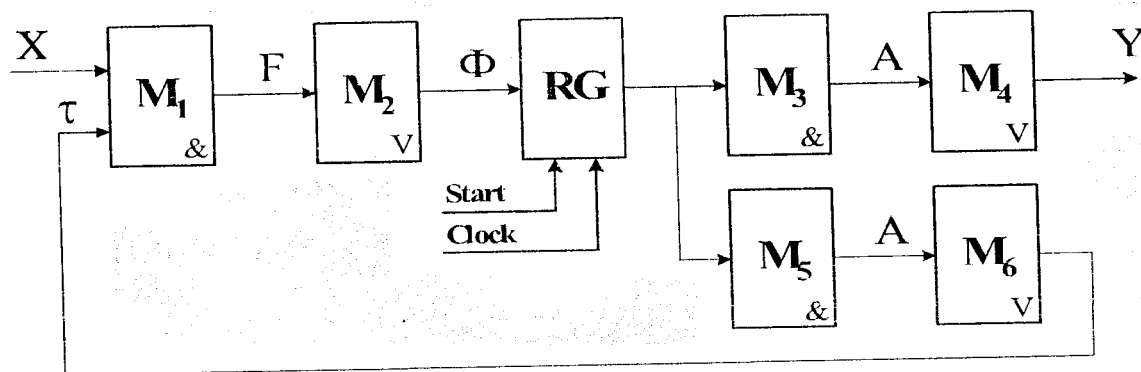 X
τ
M₁
&
F
M₂
V
Φ
RG
Start
Clock
M₃
&
A
M₄
V
Y
M₅
&
A
M₆
V